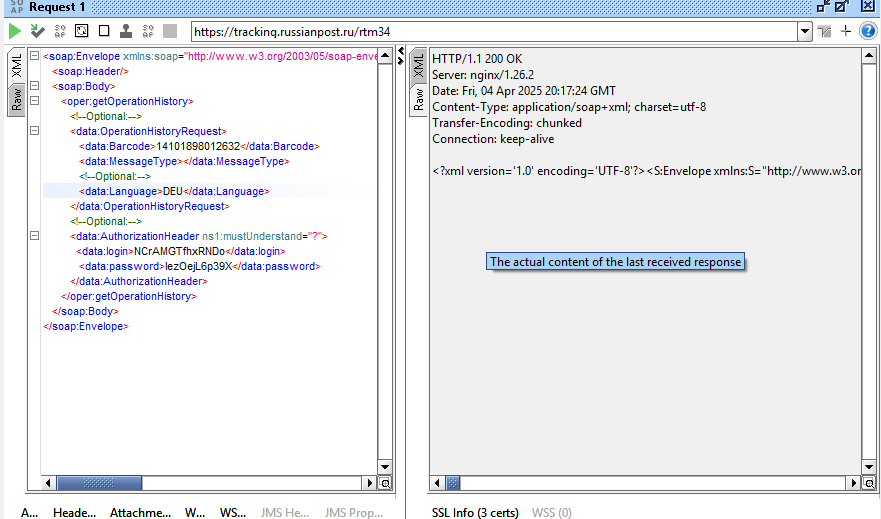 SO
AP
Request 1
SO
AP
SO
AP
https://tracking.russianpost.ru/rtm34
XML
Raw
<soap:Envelope xmlns:soap="http://www.w3.org/2003/05/soap-enve
<soap:Header/>
<soap:Body>
<oper:getOperationHistory>
<!--Optional:-->
<data:OperationHistoryRequest>
<data:Barcode>14101898012632</data:Barcode>
<data:MessageType></data:MessageType>
<!--Optional:-->
<data:Language>DEU</data:Language>
</data:OperationHistoryRequest>
<!--Optional:-->
<data:AuthorizationHeader ns1:mustUnderstand="?">
<data:login>NCrAMGTfhxRNDo</data:login>
<data:password>lezOejL6p39X</data:password>
</data:AuthorizationHeader>
</oper:getOperationHistory>
</soap:Body>
</soap:Envelope>
XML
Raw
HTTP/1.1 200 OK
Server: nginx/1.26.2
Date: Fri, 04 Apr 2025 20:17:24 GMT
Content-Type: application/soap+xml; charset=utf-8
Transfer-Encoding: chunked
Connection: keep-alive
<?xml version='1.0' encoding='UTF-8'?><S:Envelope xmlns:S="http://www.w3.or
The actual content of the last received response
A... Heade... Attachme... W... WS... JMS He... JMS Prop...
SSL Info (3 certs) WSS (0)